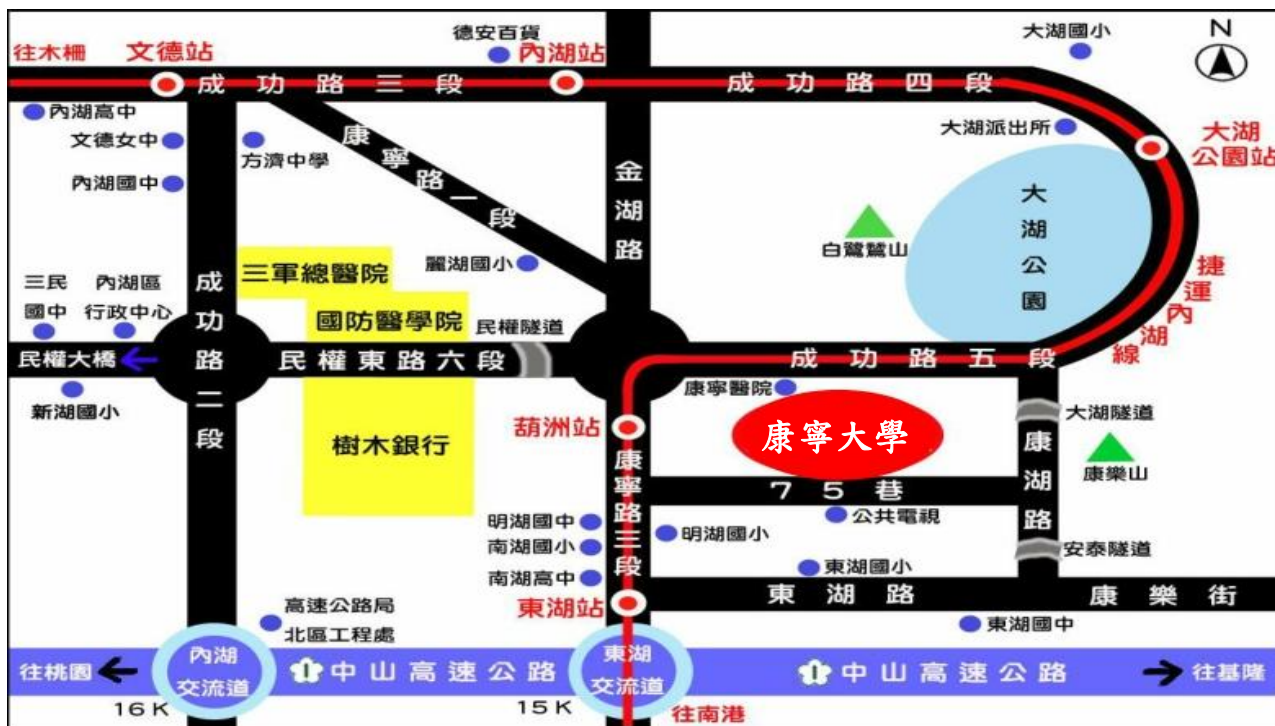 德安百貨
大湖國小
N
往木柵
文德站
內湖站
成功路三段
成功路四段
內湖高中
文德女中
方濟中學
康寧路一段
大湖派出所
大湖
公園站
內湖國中
金湖路
大湖公園
白鷺鷥山
三軍總醫院
麗湖國小
捷運內湖線
三民
國中
內湖區
行政中心
成功路二段
國防醫學院
民權隧道
民權大橋
民權東路六段
成功路五段
新湖國小
康寧醫院
大湖隧道
葫洲站
康寧大學
樹木銀行
康寧路三段
康湖路
康樂山
75巷
明湖國中
明湖國小
公共電視
南湖國小
安泰隧道
南湖高中
東湖國小
東湖站
東湖路
康樂街
高速公路局
北區工程處
東湖國中
往桃園
內湖
交流道
1
中山高速公路
東湖
交流道
1
中山高速公路
往基隆
16K
15K
往南港